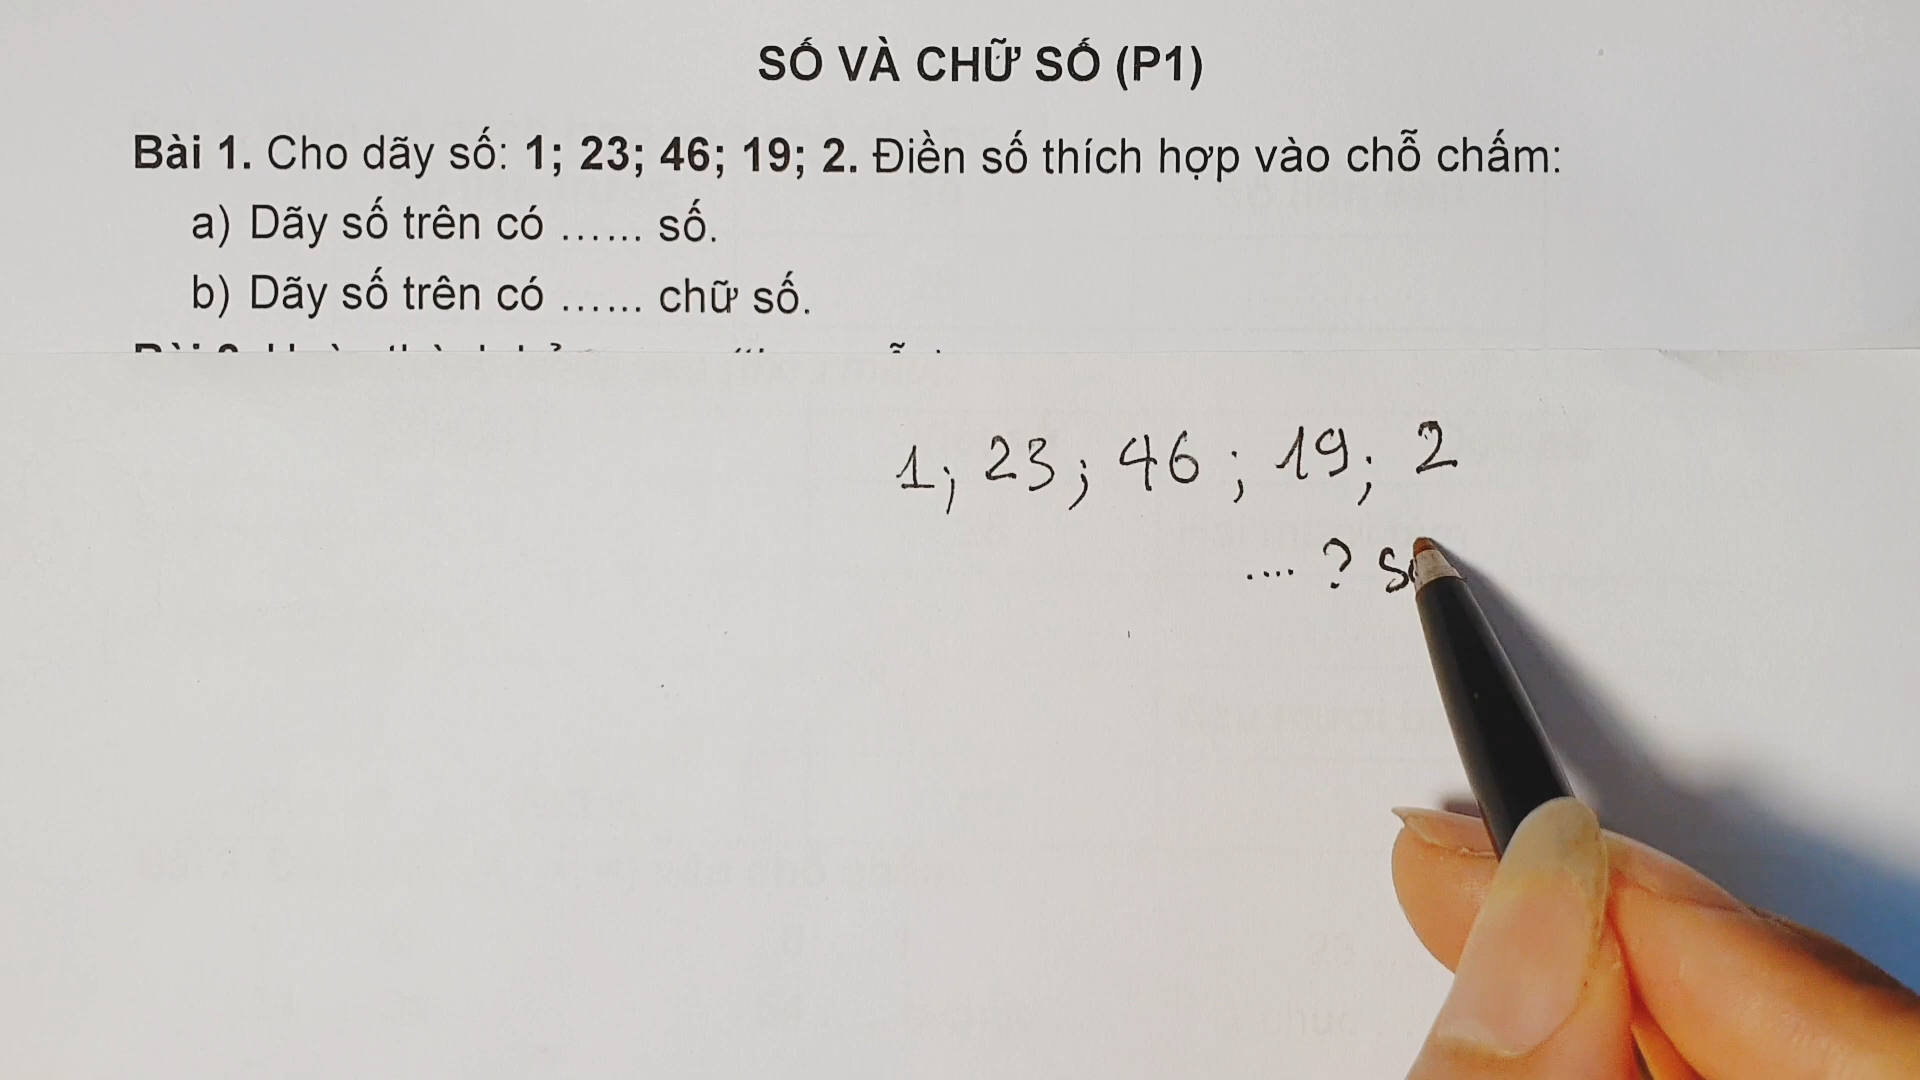 SỐ VÀ CHỮ SỐ (P1)
Bài 1. Cho dãy số: 1; 23; 46; 19; 2. Điền số thích hợp vào chỗ chấm:
a) Dãy số trên có ...... số.
b) Dãy số trên có ...... chữ số.
1; 23; 46; 19; 2
.... ? số